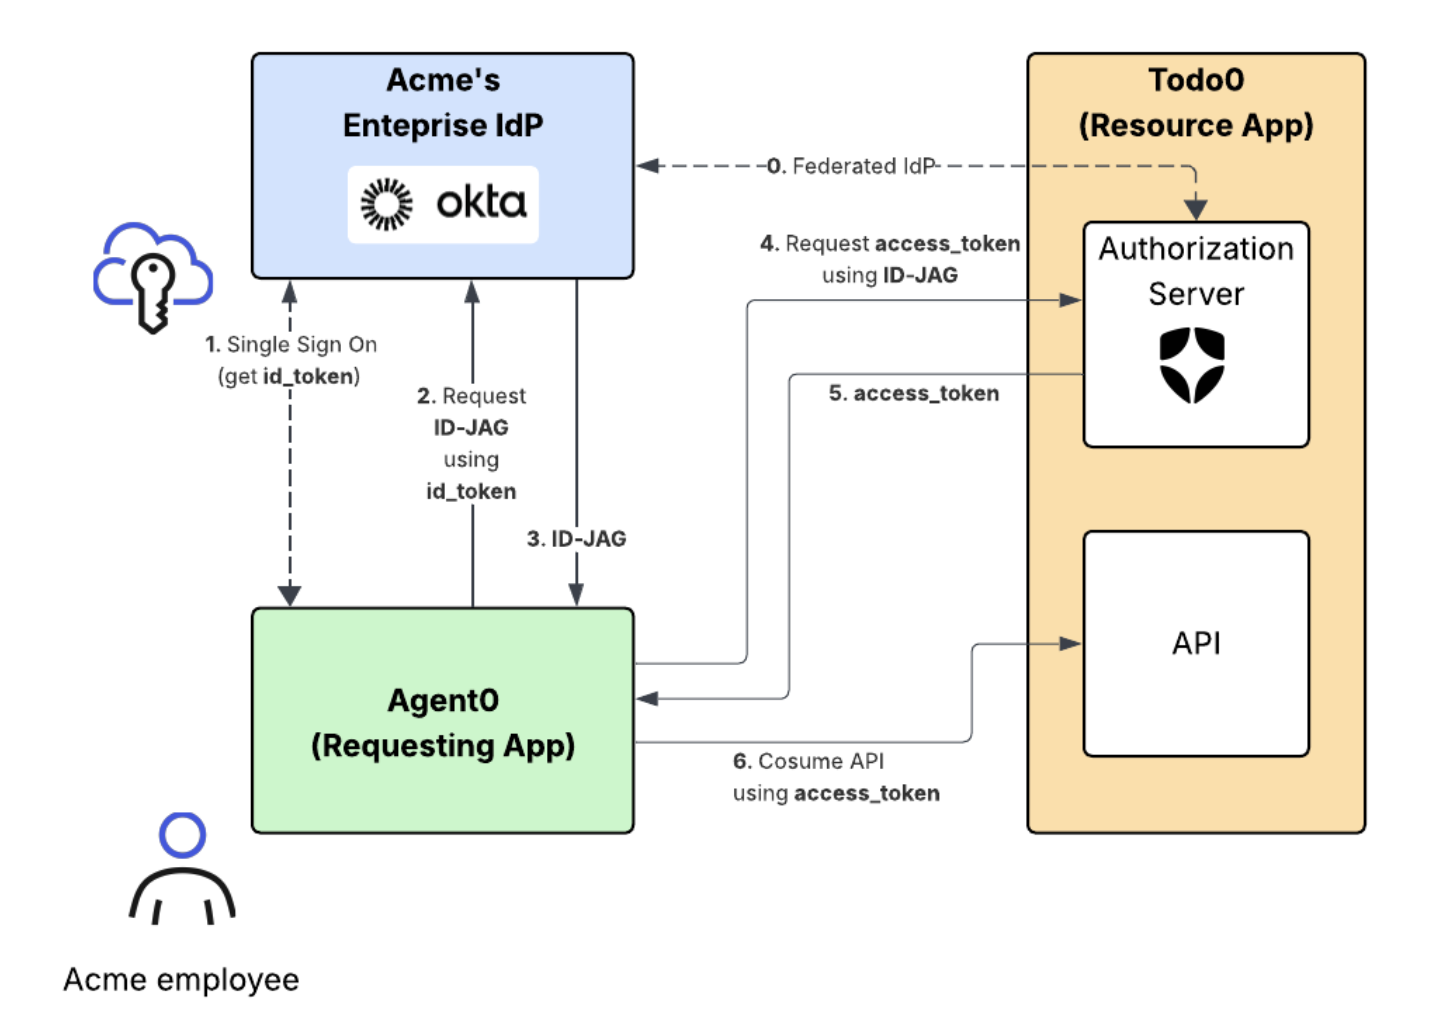 Acme's
Enteprise IdP
okta
Todo0
(Resource App)
0. Federated IdP
Authorization
Server
4. Request access_token
using ID-JAG
1. Single Sign On
(get id_token)
2. Request
ID-JAG
using
id_token
5. access_token
3. ID-JAG
API
Agent0
(Requesting App)
6. Cosume API
using access_token
Acme employee